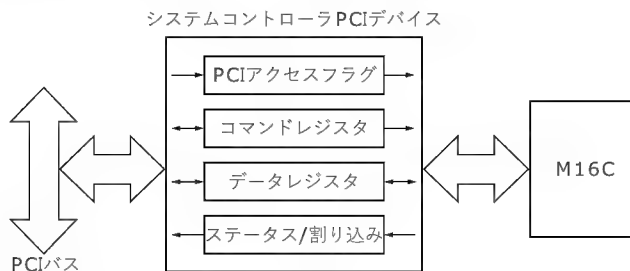 システムコントローラPCIデバイス
PCIアクセスフラグ
コマンドレジスタ
データレジスタ
ステータス/割り込み
M16C
PCIバス